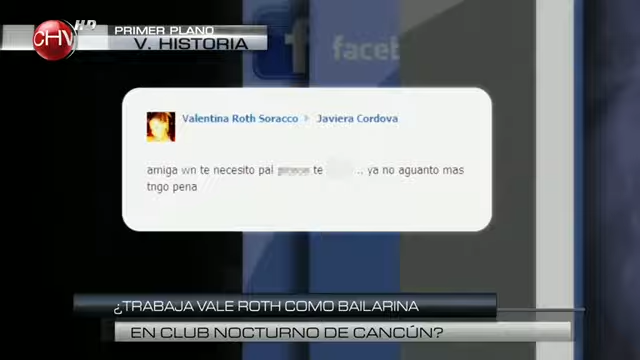 CHV HD
PRIMER PLANO
V. HISTORIA
faceb
Valentina Roth Soracco ▸ Javiera Cordova
amiga wn te necesito pal te .. ya no aguanto mas
tngo pena
¿TRABAJA VALE ROTH COMO BAILARINA
EN CLUB NOCTURNO DE CANCÚN?